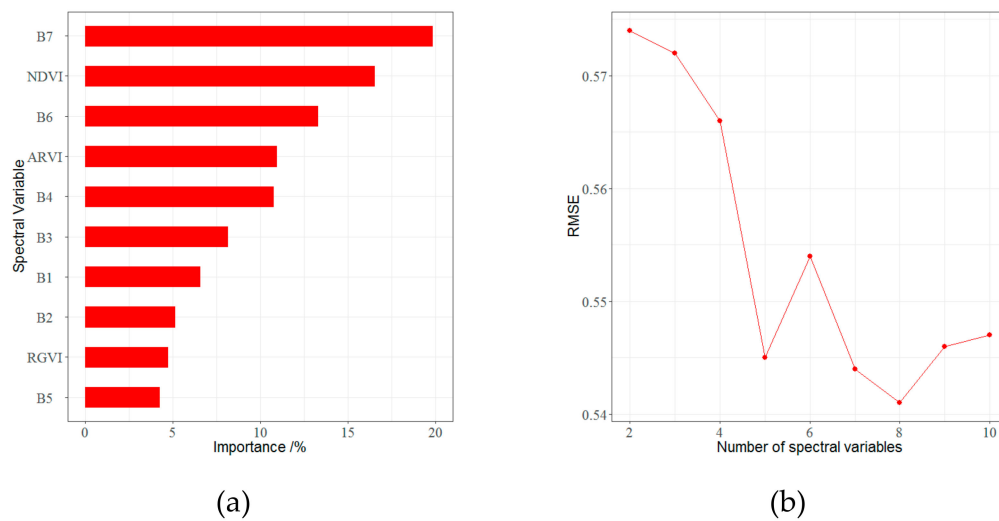 B7
NDVI
B6
ARVI
B4
B3
B1
B2
RGVI
B5
Spectral Variable
0 5 10 15 20
Importance /%
(a)
0.57
0.56
0.55
0.54
RMSE
2 4 6 8 10
Number of spectral variables
(b)